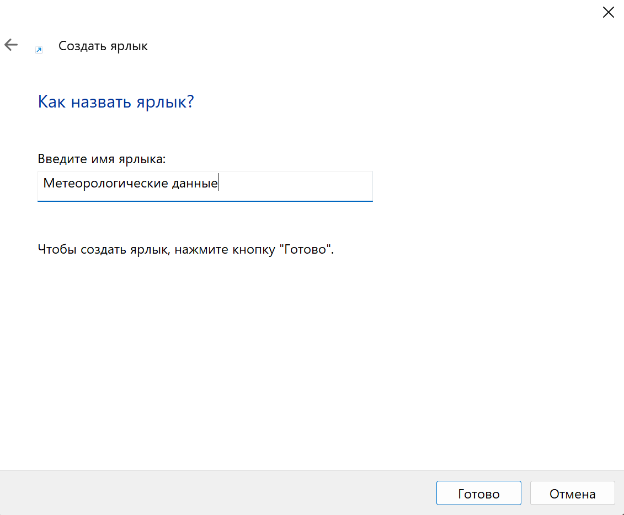 Создать ярлык
Как назвать ярлык?
Введите имя ярлыка:
Метеорологические данные
Чтобы создать ярлык, нажмите кнопку "Готово".
Готово
Отмена